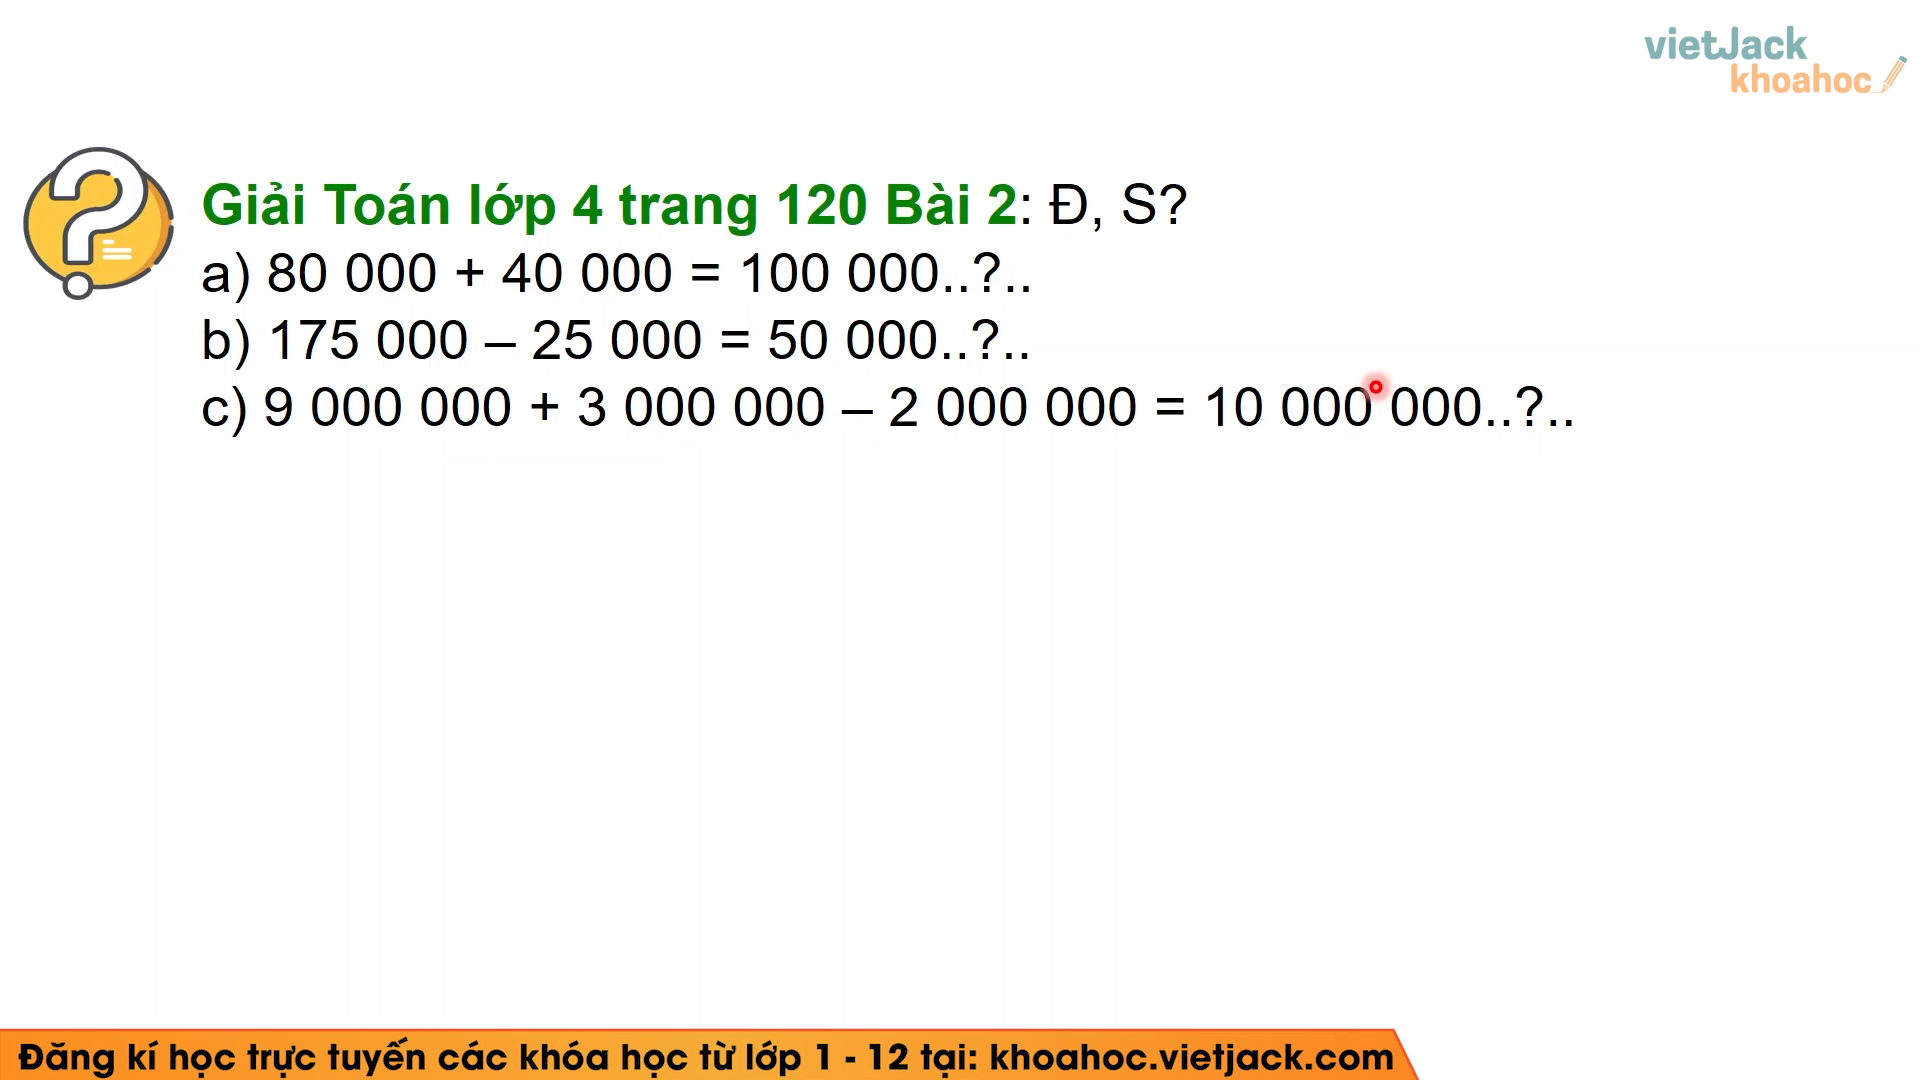 vietJack
khoahoc
Giải Toán lớp 4 trang 120 Bài 2: Đ, S?
a) 80 000 + 40 000 = 100 000..?..
b) 175 000 – 25 000 = 50 000..?..
c) 9 000 000 + 3 000 000 – 2 000 000 = 10 000 000..?..
Đăng kí học trực tuyến các khóa học từ lớp 1 - 12 tại: khoahoc.vietjack.com